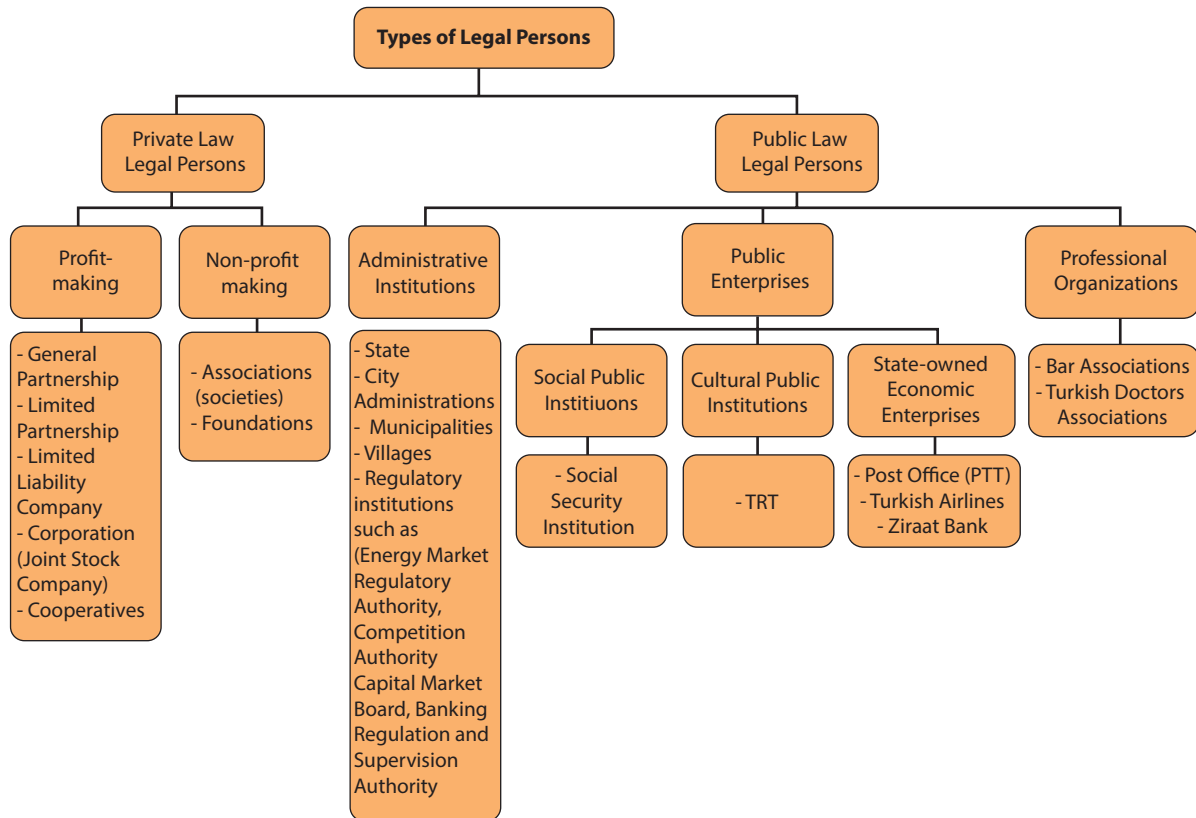 Types of Legal Persons
Private Law
Legal Persons
Public Law
Legal Persons
Profit-
making
Non-profit
making
Administrative
Institutions
Public
Enterprises
Professional
Organizations
- General
Partnership
- Limited
Partnership
- Limited
Liability
Company
- Corporation
(Joint Stock
Company)
- Cooperatives
- Associations
(societies)
- Foundations
- State
- City
Administrations
- Municipalities
- Villages
- Regulatory
institutions
such as
(Energy Market
Regulatory
Authority,
Competition
Authority
Capital Market
Board, Banking
Regulation and
Supervision
Authority
Social Public
Institiuons
Cultural Public
Institutions
State-owned
Economic
Enterprises
- Bar Associations
- Turkish Doctors
Associations
- Social
Security
Institution
- TRT
- Post Office (PTT)
- Turkish Airlines
- Ziraat Bank